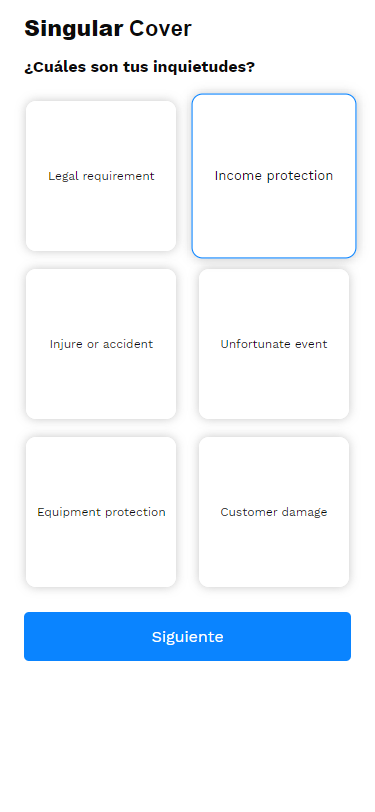 Singular Cover
¿Cuáles son tus inquietudes?
Legal requirement
Income protection
Injure or accident
Unfortunate event
Equipment protection
Customer damage
Siguiente